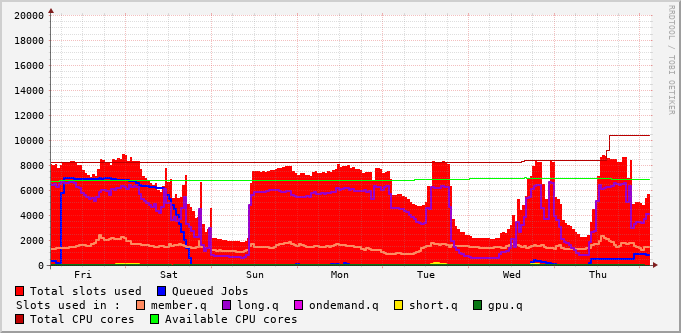 RRDTOOL / TOBI OETIKER
20000
18000
16000
14000
12000
10000
8000
6000
4000
2000
0
Fri Sat Sun Mon Tue Wed Thu
Total slots used Queued Jobs
Slots used in : member.q long.q ondemand.q short.q gpu.q
Total CPU cores Available CPU cores